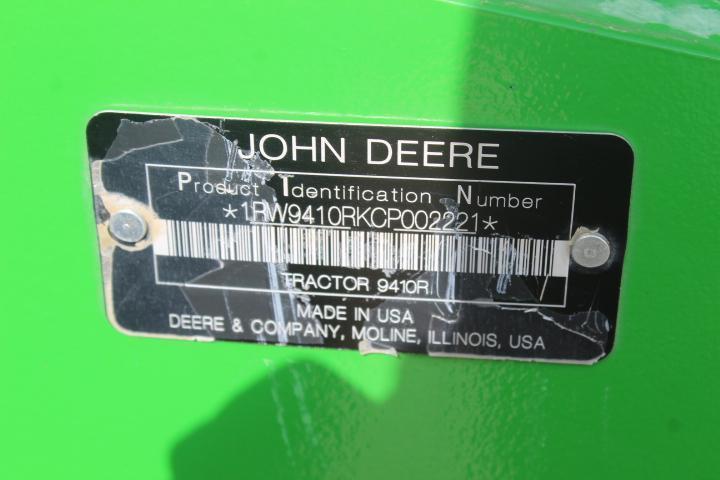 JOHN DEERE
Product Identification Number
*1RW9410RKCP002221*
TRACTOR 9410R
MADE IN USA
DEERE & COMPANY, MOLINE, ILLINOIS, USA